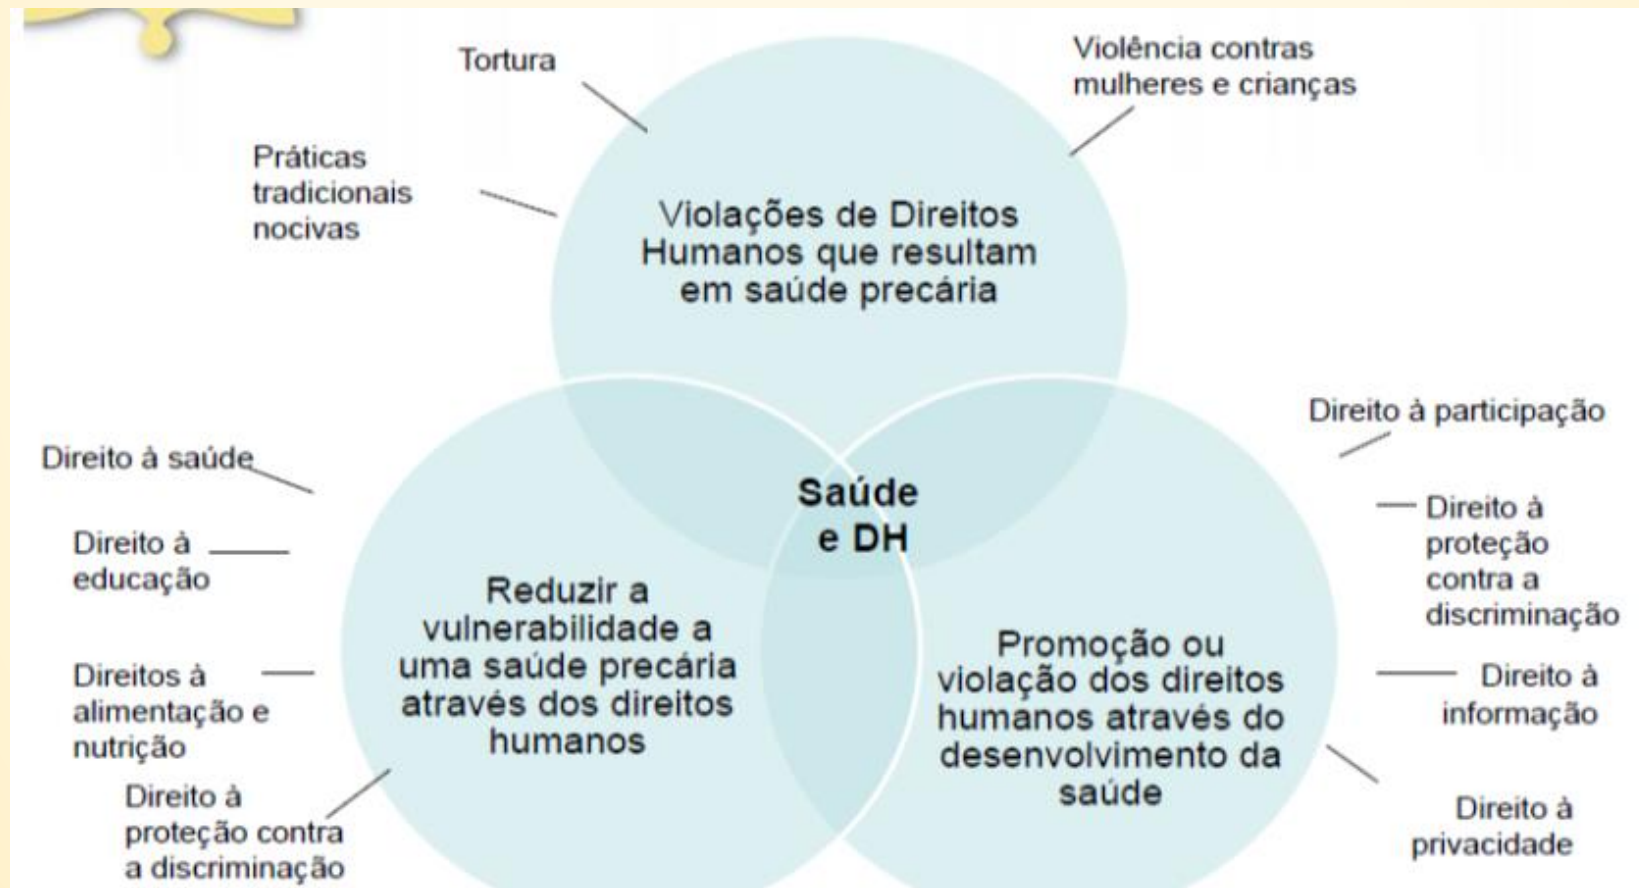 Tortura
Violência contras
mulheres e crianças
Práticas
tradicionais
nocivas
Violações de Direitos
Humanos que resultam
em saúde precária
Direito à participação
Direito à saúde
Saúde
e DH
Direito à
proteção
contra a
discriminação
Direito à
educação
Reduzir a
vulnerabilidade a
uma saúde precária
através dos direitos
humanos
Promoção ou
violação dos direitos
humanos através do
desenvolvimento da
saúde
Direitos à
alimentação e
nutrição
Direito à
informação
Direito à
proteção contra
a discriminação
Direito à
privacidade